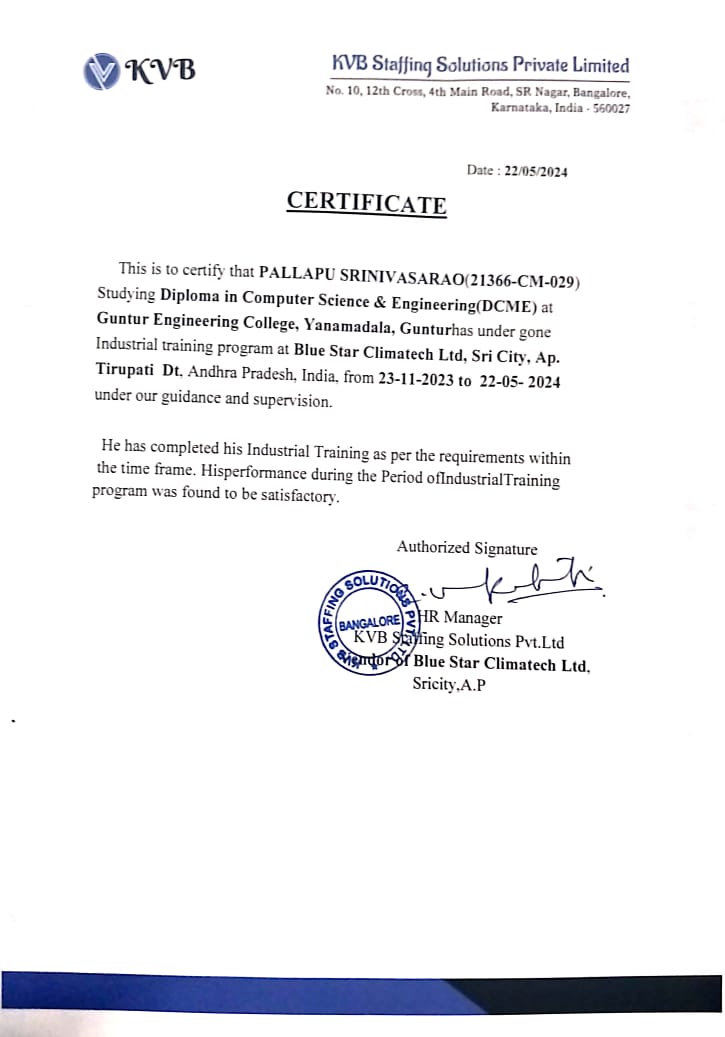 KVB
KVB Staffing Solutions Private Limited
No. 10, 12th Cross, 4th Main Road, SR Nagar, Bangalore,
Karnataka, India - 560027
Date : 22/05/2024
CERTIFICATE
This is to certify that PALLAPU SRINIVASARAO(21366-CM-029)
Studying Diploma in Computer Science & Engineering(DCME) at
Guntur Engineering College, Yanamadala, Gunturhas under gone
Industrial training program at Blue Star Climatech Ltd, Sri City, Ap.
Tirupati Dt, Andhra Pradesh, India, from 23-11-2023 to 22-05- 2024
under our guidance and supervision.
He has completed his Industrial Training as per the requirements within
the time frame. Hisperformance during the Period ofIndustrialTraining
program was found to be satisfactory.
Authorized Signature
HR Manager
KVB Staffing Solutions Pvt.Ltd
Vendor of Blue Star Climatech Ltd,
Sricity,A.P
KVB STAFFING SOLUTIONS PVT. LTD.
BANGALORE